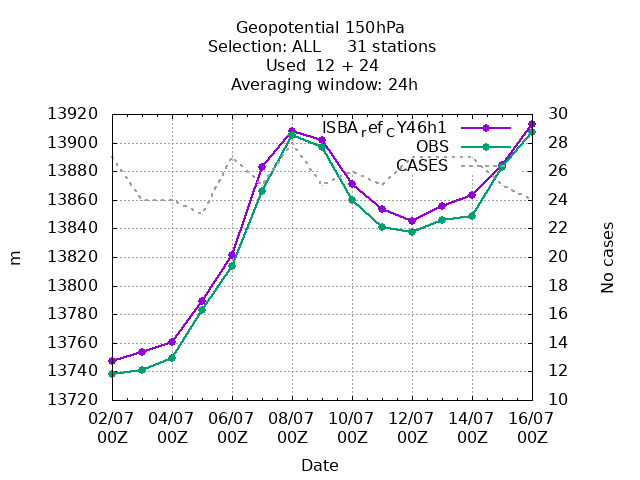 Geopotential 150hPa
Selection: ALL 31 stations
Used 12 + 24
Averaging window: 24h
ISBA_ref_CY46h1
OBS
CASES
13920
13900
13880
13860
13840
13820
13800
13780
13760
13740
13720
m
30
28
26
24
22
20
18
16
14
12
10
No cases
02/07 04/07 06/07 08/07 10/07 12/07 14/07 16/07
00Z 00Z 00Z 00Z 00Z 00Z 00Z 00Z
Date